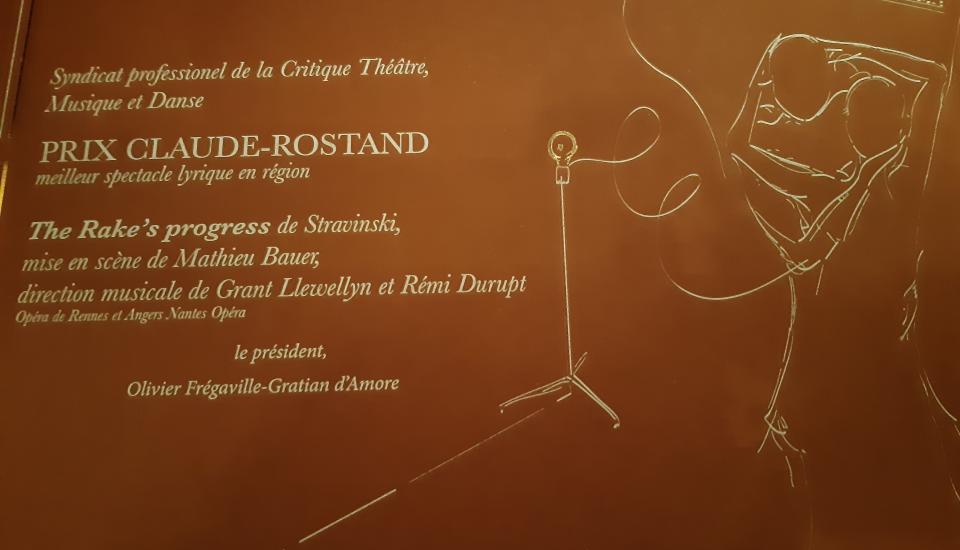 Syndicat professionel de la Critique Théâtre,
Musique et Danse
PRIX CLAUDE-ROSTAND
meilleur spectacle lyrique en région
The Rake's progress de Stravinski,
mise en scène de Mathieu Bauer,
direction musicale de Grant Llewellyn et Rémi Durupt
Opéra de Rennes et Angers Nantes Opéra
le président,
Olivier Frégaville-Gratian d'Amore